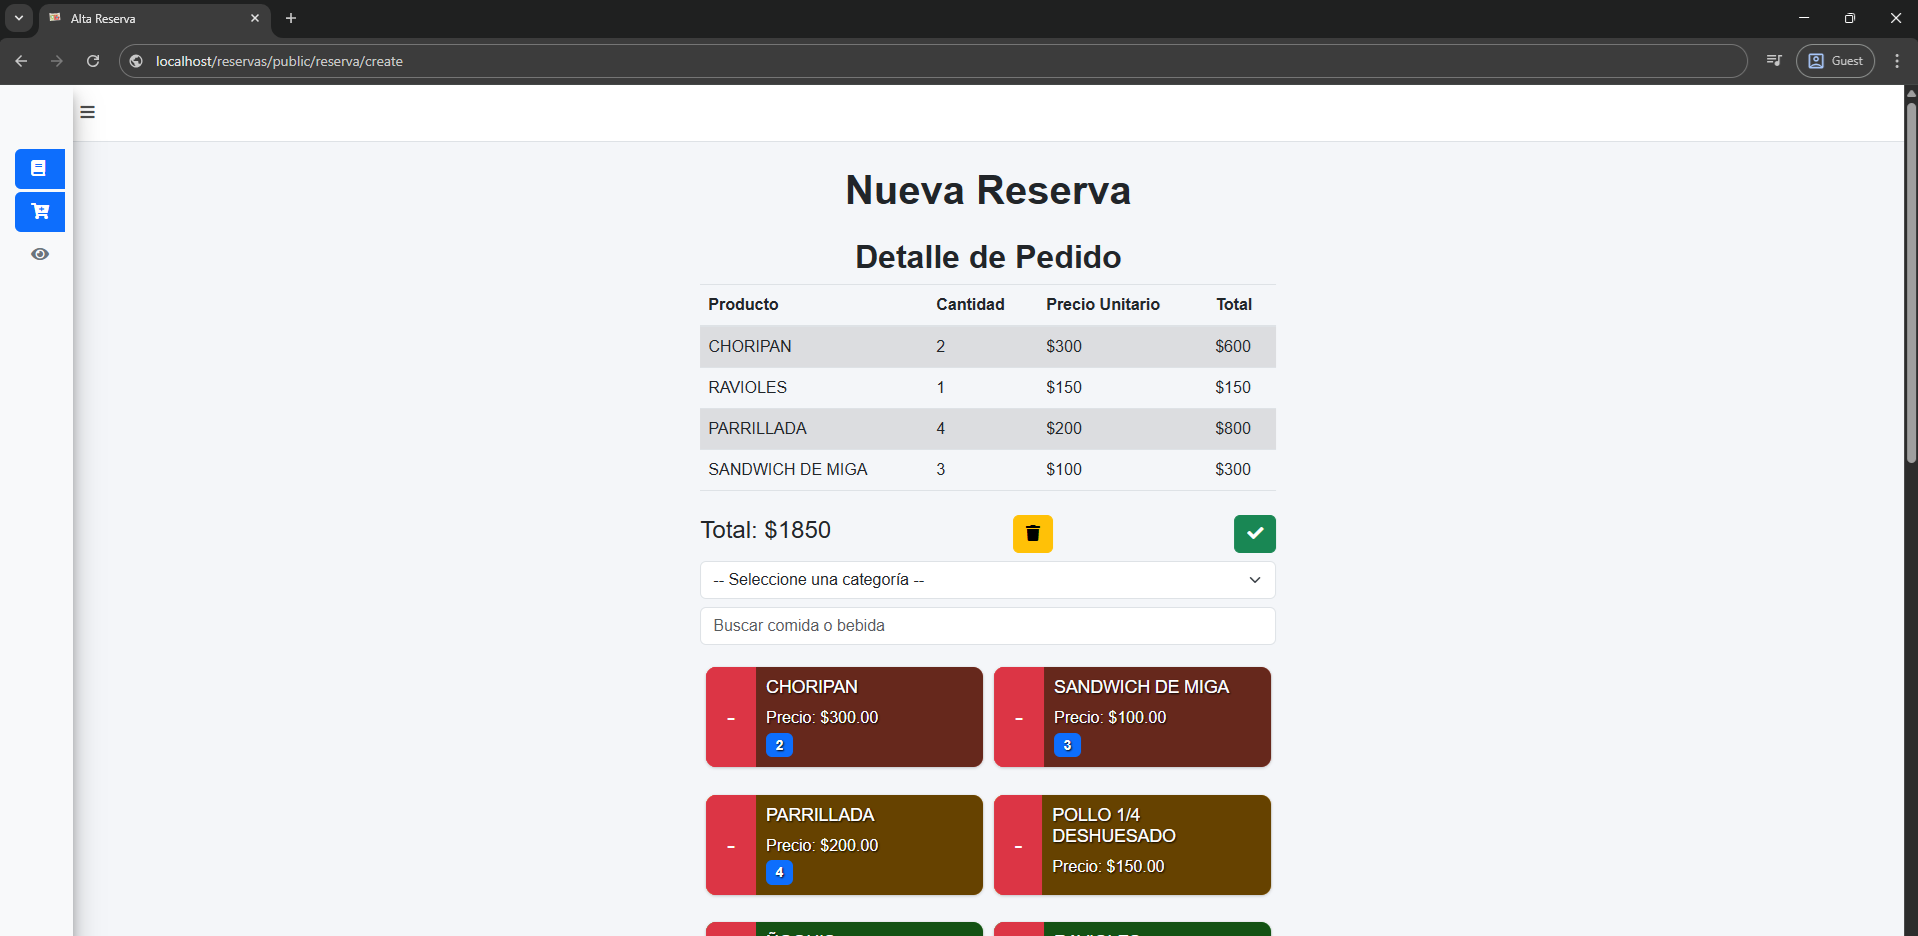 Alta Reserva
localhost/reservas/public/reserva/create
Guest
Nueva Reserva
Detalle de Pedido
Producto Cantidad Precio Unitario Total
CHORIPAN 2 $300 $600
RAVIOLES 1 $150 $150
PARRILLADA 4 $200 $800
SANDWICH DE MIGA 3 $100 $300
Total: $1850
-- Seleccione una categoría --
Buscar comida o bebida
- CHORIPAN
Precio: $300.00
2
- SANDWICH DE MIGA
Precio: $100.00
3
- PARRILLADA
Precio: $200.00
4
- POLLO 1/4
DESHUESADO
Precio: $150.00